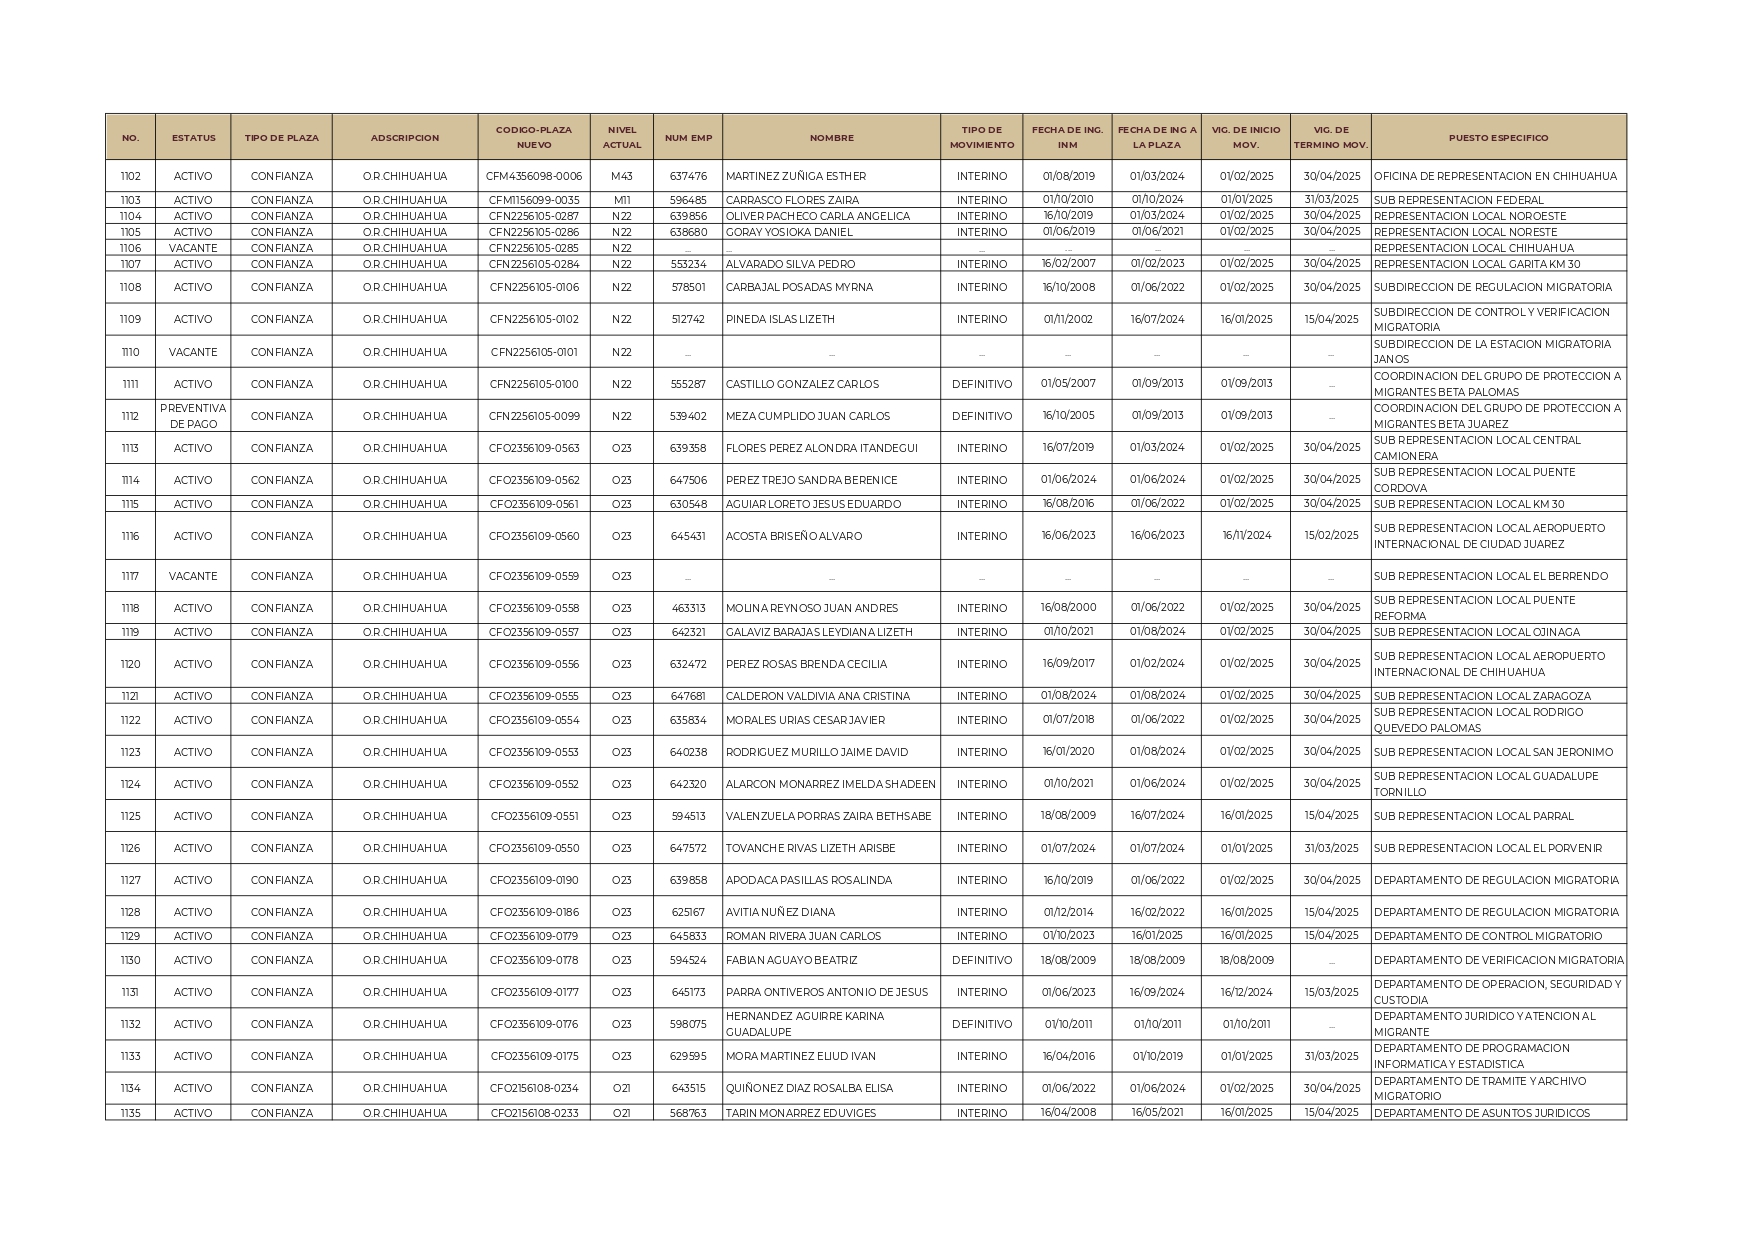 NO. ESTATUS TIPO DE PLAZA ADSCRIPCION CODIGO-PLAZA NUEVO NIVEL ACTUAL NUM EMP NOMBRE TIPO DE MOVIMIENTO FECHA DE ING. INM FECHA DE ING A LA PLAZA VIG. DE INICIO MOV. VIG. DE TERMINO MOV. PUESTO ESPECIFICO
1102 ACTIVO CONFIANZA O.R.CHIHUAHUA CFM4356098-0006 M43 637476 MARTINEZ ZUÑIGA ESTHER INTERINO 01/08/2019 01/03/2024 01/02/2025 30/04/2025 OFICINA DE REPRESENTACION EN CHIHUAHUA
1103 ACTIVO CONFIANZA O.R.CHIHUAHUA CFM1156099-0035 M11 596485 CARRASCO FLORES ZAIRA INTERINO 01/10/2010 01/10/2024 01/01/2025 31/03/2025 SUB REPRESENTACION FEDERAL
1104 ACTIVO CONFIANZA O.R.CHIHUAHUA CFN2256105-0287 N22 639856 OLIVER PACHECO CARLA ANGELICA INTERINO 16/10/2019 01/03/2024 01/02/2025 30/04/2025 REPRESENTACION LOCAL NOROESTE
1105 ACTIVO CONFIANZA O.R.CHIHUAHUA CFN2256105-0286 N22 638680 GORAY YOSIOKA DANIEL INTERINO 01/06/2019 01/06/2021 01/02/2025 30/04/2025 REPRESENTACION LOCAL NORESTE
1106 VACANTE CONFIANZA O.R.CHIHUAHUA CFN2256105-0285 N22 ... ... ... ... ... ... ... REPRESENTACION LOCAL CHIHUAHUA
1107 ACTIVO CONFIANZA O.R.CHIHUAHUA CFN2256105-0284 N22 553234 ALVARADO SILVA PEDRO INTERINO 16/02/2007 01/02/2023 01/02/2025 30/04/2025 REPRESENTACION LOCAL GARITA KM 30
1108 ACTIVO CONFIANZA O.R.CHIHUAHUA CFN2256105-0106 N22 578501 CARBAJAL POSADAS MYRNA INTERINO 16/10/2008 01/06/2022 01/02/2025 30/04/2025 SUBDIRECCION DE REGULACION MIGRATORIA
1109 ACTIVO CONFIANZA O.R.CHIHUAHUA CFN2256105-0102 N22 512742 PINEDA ISLAS LIZETH INTERINO 01/11/2002 16/07/2024 16/01/2025 15/04/2025 SUBDIRECCION DE CONTROL Y VERIFICACION MIGRATORIA
1110 VACANTE CONFIANZA O.R.CHIHUAHUA CFN2256105-0101 N22 ... ... ... ... ... ... ... SUBDIRECCION DE LA ESTACION MIGRATORIA JANOS
1111 ACTIVO CONFIANZA O.R.CHIHUAHUA CFN2256105-0100 N22 555287 CASTILLO GONZALEZ CARLOS DEFINITIVO 01/05/2007 01/09/2013 01/09/2013 ... COORDINACION DEL GRUPO DE PROTECCION A MIGRANTES BETA PALOMAS
1112 PREVENTIVA DE PAGO CONFIANZA O.R.CHIHUAHUA CFN2256105-0099 N22 539402 MEZA CUMPLIDO JUAN CARLOS DEFINITIVO 16/10/2005 01/09/2013 01/09/2013 ... COORDINACION DEL GRUPO DE PROTECCION A MIGRANTES BETA JUAREZ
1113 ACTIVO CONFIANZA O.R.CHIHUAHUA CFO2356109-0563 O23 639358 FLORES PEREZ ALONDRA ITANDEGUI INTERINO 16/07/2019 01/03/2024 01/02/2025 30/04/2025 SUB REPRESENTACION LOCAL CENTRAL CAMIONERA
1114 ACTIVO CONFIANZA O.R.CHIHUAHUA CFO2356109-0562 O23 647506 PEREZ TREJO SANDRA BERENICE INTERINO 01/06/2024 01/06/2024 01/02/2025 30/04/2025 SUB REPRESENTACION LOCAL PUENTE CORDOVA
1115 ACTIVO CONFIANZA O.R.CHIHUAHUA CFO2356109-0561 O23 630548 AGUIAR LORETO JESUS EDUARDO INTERINO 16/08/2016 01/06/2022 01/02/2025 30/04/2025 SUB REPRESENTACION LOCAL KM 30
1116 ACTIVO CONFIANZA O.R.CHIHUAHUA CFO2356109-0560 O23 645431 ACOSTA BRISEÑO ALVARO INTERINO 16/06/2023 16/06/2023 16/11/2024 15/02/2025 SUB REPRESENTACION LOCAL AEROPUERTO INTERNACIONAL DE CIUDAD JUAREZ
1117 VACANTE CONFIANZA O.R.CHIHUAHUA CFO2356109-0559 O23 ... ... ... ... ... ... ... SUB REPRESENTACION LOCAL EL BERRENDO
1118 ACTIVO CONFIANZA O.R.CHIHUAHUA CFO2356109-0558 O23 463313 MOLINA REYNOSO JUAN ANDRES INTERINO 16/08/2000 01/06/2022 01/02/2025 30/04/2025 SUB REPRESENTACION LOCAL PUENTE REFORMA
1119 ACTIVO CONFIANZA O.R.CHIHUAHUA CFO2356109-0557 O23 642321 GALAVIZ BARAJAS LEYDIANA LIZETH INTERINO 01/10/2021 01/08/2024 01/02/2025 30/04/2025 SUB REPRESENTACION LOCAL OJINAGA
1120 ACTIVO CONFIANZA O.R.CHIHUAHUA CFO2356109-0556 O23 632472 PEREZ ROSAS BRENDA CECILIA INTERINO 16/09/2017 01/02/2024 01/02/2025 30/04/2025 SUB REPRESENTACION LOCAL AEROPUERTO INTERNACIONAL DE CHIHUAHUA
1121 ACTIVO CONFIANZA O.R.CHIHUAHUA CFO2356109-0555 O23 647681 CALDERON VALDIVIA ANA CRISTINA INTERINO 01/08/2024 01/08/2024 01/02/2025 30/04/2025 SUB REPRESENTACION LOCAL ZARAGOZA
1122 ACTIVO CONFIANZA O.R.CHIHUAHUA CFO2356109-0554 O23 635834 MORALES URIAS CESAR JAVIER INTERINO 01/07/2018 01/06/2022 01/02/2025 30/04/2025 SUB REPRESENTACION LOCAL RODRIGO QUEVEDO PALOMAS
1123 ACTIVO CONFIANZA O.R.CHIHUAHUA CFO2356109-0553 O23 640238 RODRIGUEZ MURILLO JAIME DAVID INTERINO 16/01/2020 01/08/2024 01/02/2025 30/04/2025 SUB REPRESENTACION LOCAL SAN JERONIMO
1124 ACTIVO CONFIANZA O.R.CHIHUAHUA CFO2356109-0552 O23 642320 ALARCON MONARREZ IMELDA SHADEEN INTERINO 01/10/2021 01/06/2024 01/02/2025 30/04/2025 SUB REPRESENTACION LOCAL GUADALUPE TORNILLO
1125 ACTIVO CONFIANZA O.R.CHIHUAHUA CFO2356109-0551 O23 594513 VALENZUELA PORRAS ZAIRA BETHSABE INTERINO 18/08/2009 16/07/2024 16/01/2025 15/04/2025 SUB REPRESENTACION LOCAL PARRAL
1126 ACTIVO CONFIANZA O.R.CHIHUAHUA CFO2356109-0550 O23 647572 TOVANCHE RIVAS LIZETH ARISBE INTERINO 01/07/2024 01/07/2024 01/01/2025 31/03/2025 SUB REPRESENTACION LOCAL EL PORVENIR
1127 ACTIVO CONFIANZA O.R.CHIHUAHUA CFO2356109-0190 O23 639858 APODACA PASILLAS ROSALINDA INTERINO 16/10/2019 01/06/2022 01/02/2025 30/04/2025 DEPARTAMENTO DE REGULACION MIGRATORIA
1128 ACTIVO CONFIANZA O.R.CHIHUAHUA CFO2356109-0186 O23 625167 AVITIA NUÑEZ DIANA INTERINO 01/12/2014 16/02/2022 16/01/2025 15/04/2025 DEPARTAMENTO DE REGULACION MIGRATORIA
1129 ACTIVO CONFIANZA O.R.CHIHUAHUA CFO2356109-0179 O23 645833 ROMAN RIVERA JUAN CARLOS INTERINO 01/10/2023 16/01/2025 16/01/2025 15/04/2025 DEPARTAMENTO DE CONTROL MIGRATORIO
1130 ACTIVO CONFIANZA O.R.CHIHUAHUA CFO2356109-0178 O23 594524 FABIAN AGUAYO BEATRIZ DEFINITIVO 18/08/2009 18/08/2009 18/08/2009 ... DEPARTAMENTO DE VERIFICACION MIGRATORIA
1131 ACTIVO CONFIANZA O.R.CHIHUAHUA CFO2356109-0177 O23 645173 PARRA ONTIVEROS ANTONIO DE JESUS INTERINO 01/06/2023 16/09/2024 16/12/2024 15/03/2025 DEPARTAMENTO DE OPERACION, SEGURIDAD Y CUSTODIA
1132 ACTIVO CONFIANZA O.R.CHIHUAHUA CFO2356109-0176 O23 598075 HERNANDEZ AGUIRRE KARINA GUADALUPE DEFINITIVO 01/10/2011 01/10/2011 01/10/2011 ... DEPARTAMENTO JURIDICO Y ATENCION AL MIGRANTE
1133 ACTIVO CONFIANZA O.R.CHIHUAHUA CFO2356109-0175 O23 629595 MORA MARTINEZ ELIUD IVAN INTERINO 16/04/2016 01/10/2019 01/01/2025 31/03/2025 DEPARTAMENTO DE PROGRAMACION INFORMATICA Y ESTADISTICA
1134 ACTIVO CONFIANZA O.R.CHIHUAHUA CFO2156108-0234 O21 643515 QUIÑONEZ DIAZ ROSALBA ELISA INTERINO 01/06/2022 01/06/2024 01/02/2025 30/04/2025 DEPARTAMENTO DE TRAMITE Y ARCHIVO MIGRATORIO
1135 ACTIVO CONFIANZA O.R.CHIHUAHUA CFO2156108-0233 O21 568763 TARIN MONARREZ EDUVIGES INTERINO 16/04/2008 16/05/2021 16/01/2025 15/04/2025 DEPARTAMENTO DE ASUNTOS JURIDICOS